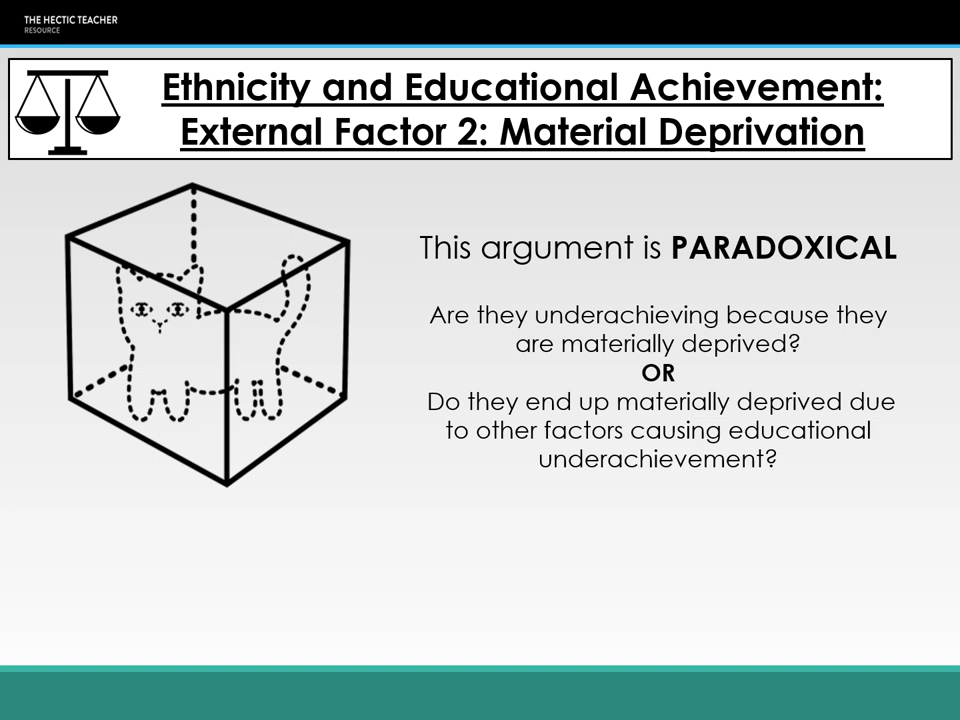 THE HECTIC TEACHER
RESOURCE
Ethnicity and Educational Achievement:
External Factor 2: Material Deprivation
This argument is PARADOXICAL
Are they underachieving because they
are materially deprived?
OR
Do they end up materially deprived due
to other factors causing educational
underachievement?